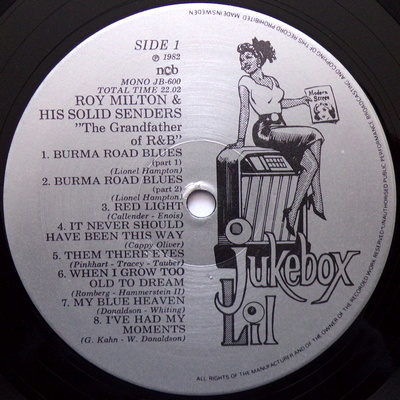 SIDE 1
℗ 1982
ncb
MONO JB-600
TOTAL TIME 22.02
ROY MILTON &
HIS SOLID SENDERS
"The Grandfather
of R&B"
1. BURMA ROAD BLUES
(part 1)
(Lionel Hampton)
2. BURMA ROAD BLUES
(part 2)
(Lionel Hampton)
3. RED LIGHT
(Callender - Enois)
4. IT NEVER SHOULD
HAVE BEEN THIS WAY
(Cappy Oliver)
5. THEM THERE EYES
(Pinkhart - Tracey - Tauber)
6. WHEN I GROW TOO
OLD TO DREAM
(Romberg - Hammerstein II)
7. MY BLUE HEAVEN
(Donaldson - Whiting)
8. I'VE HAD MY
MOMENTS
(G. Kahn - W. Donaldson)
Jukebox
Lil
ALL RIGHTS OF THE MANUFACTURER AND OF THE OWNER OF THE RECORDED WORK RESERVED-UNAUTHORISED PUBLIC PERFORMANCE, BROADCASTING AND COPYING OF THIS RECORD PROHIBITED. MADE IN SWEDEN